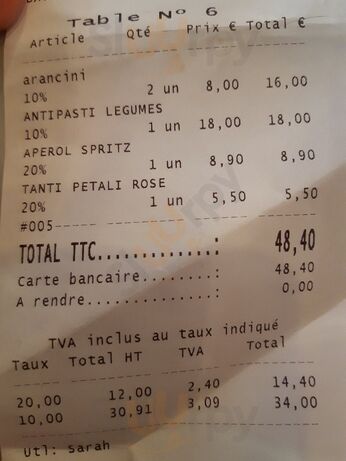 Table Nº 6
Article Qté Prix € Total €
arancini
10% 2 un 8,00 16,00
ANTIPASTI LEGUMES
10% 1 un 18,00 18,00
APEROL SPRITZ
20% 1 un 8,90 8,90
TANTI PETALI ROSE
20% 1 un 5,50 5,50
#005
TOTAL TTC..............: 48,40
Carte bancaire........: 48,40
A rendre..............: 0,00
TVA inclus au taux indiqué
Taux Total HT TVA Total
20,00 12,00 2,40 14,40
10,00 30,91 3,09 34,00
Utl: Sarah